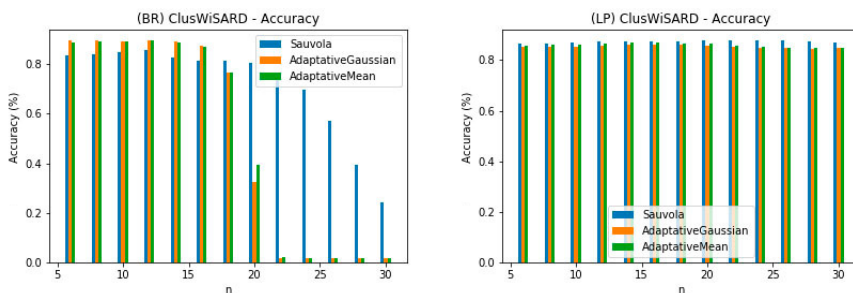 (BR) ClusWiSARD - Accuracy
Accuracy (%)
0.8
0.6
0.4
0.2
0.0
5
10
15
20
25
30
n
Sauvola
AdaptativeGaussian
AdaptativeMean
(LP) ClusWiSARD - Accuracy
Accuracy (%)
0.8
0.6
0.4
0.2
0.0
5
10
15
20
25
30
n
Sauvola
AdaptativeGaussian
AdaptativeMean